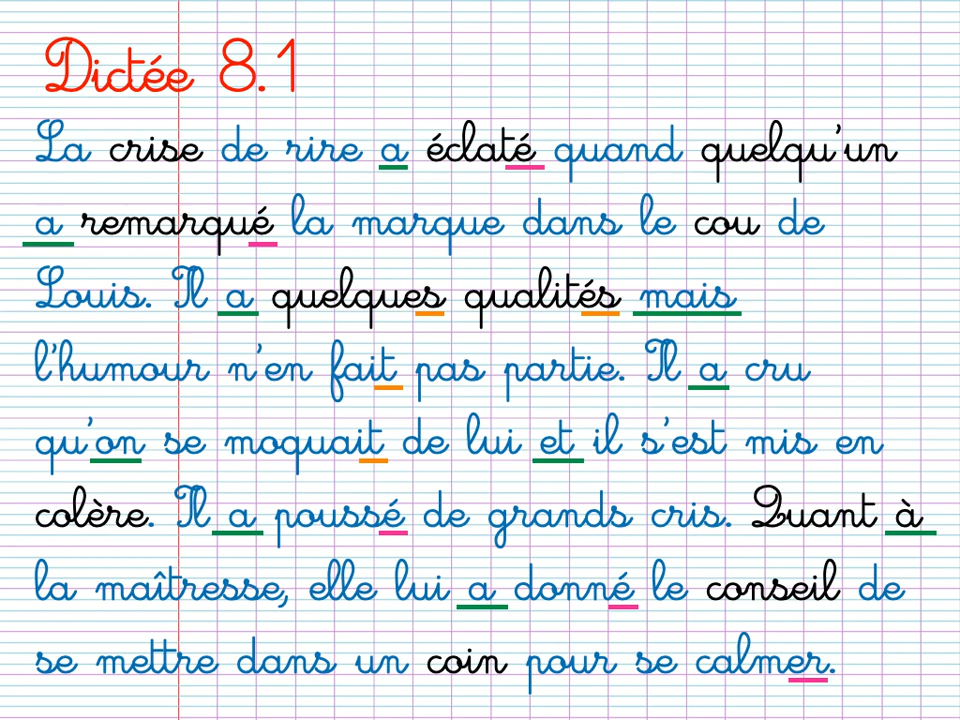 Dictée 8.1
La crise de rire a éclaté quand quelqu'un
a remarqué la marque dans le cou de
Louis. Il a quelques qualités mais
l'humour n'en fait pas partie. Il a cru
qu'on se moquait de lui et il s'est mis en
colère. Il a poussé de grands cris. Quant à
la maîtresse, elle lui a donné le conseil de
se mettre dans un coin pour se calmer.